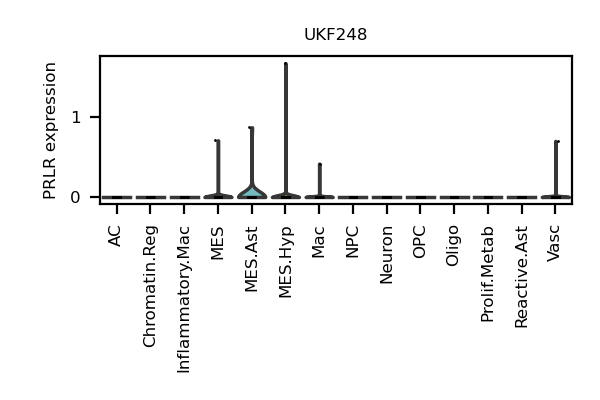 UKF248
PRLR expression
1
0
AC
Chromatin.Reg
Inflammatory.Mac
MES
MES.Ast
MES.Hyp
Mac
NPC
Neuron
OPC
Oligo
Prolif.Metab
Reactive.Ast
Vasc